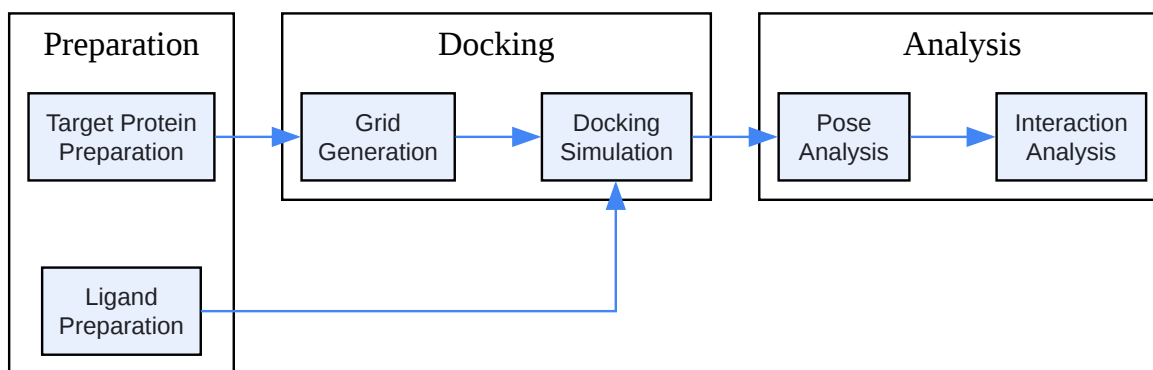 Preparation
Target Protein
Preparation
Ligand
Preparation
Docking
Grid
Generation
Docking
Simulation
Analysis
Pose
Analysis
Interaction
Analysis